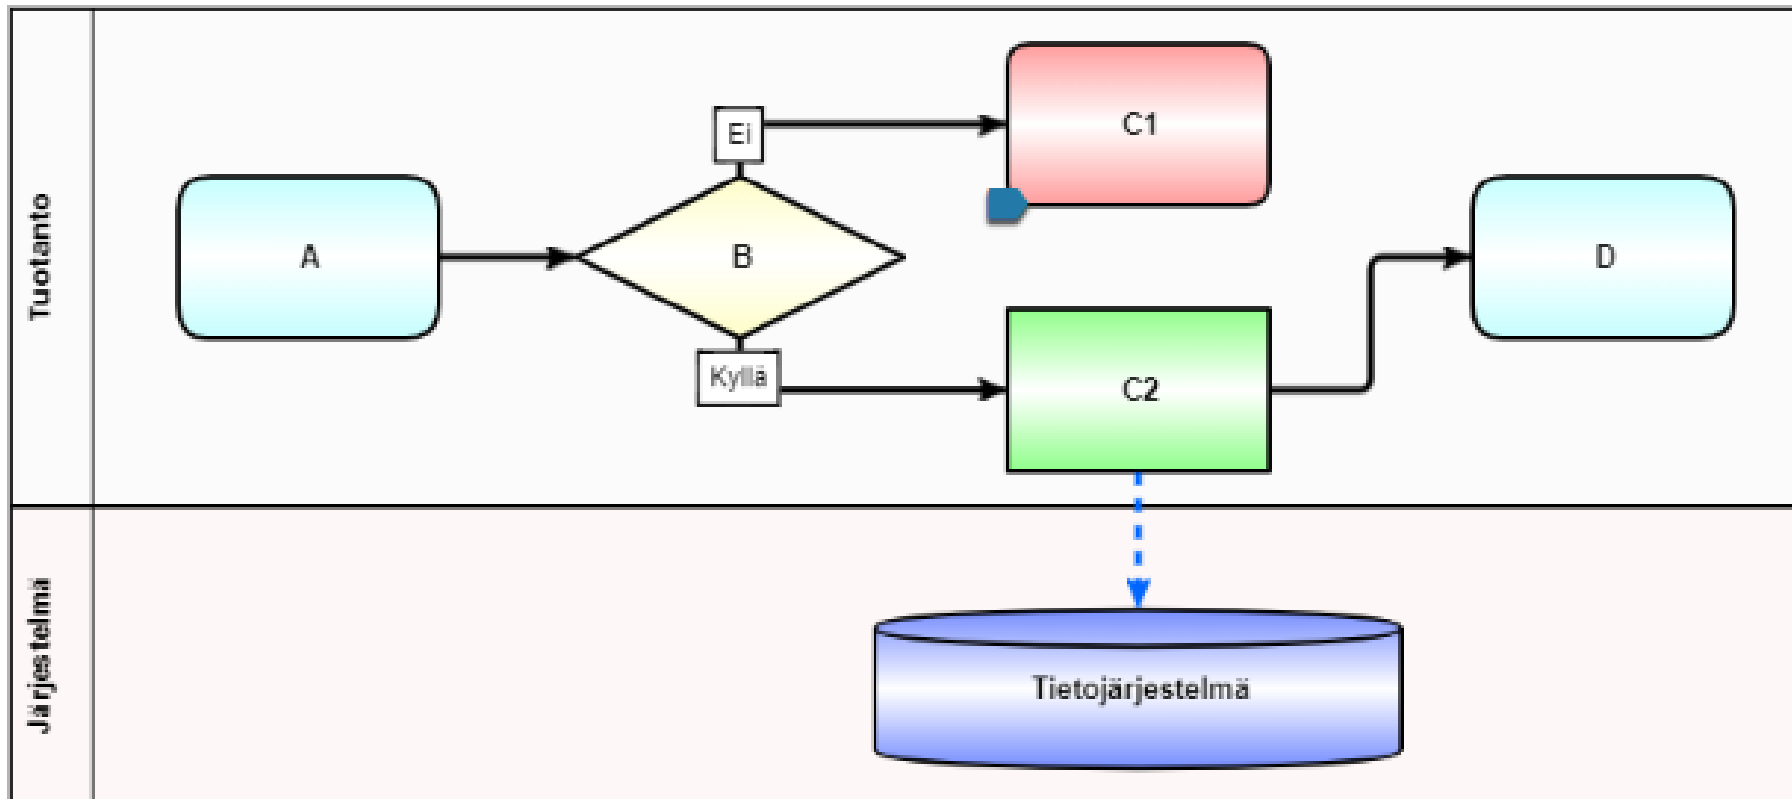 Tuotanto
A
Ei
B
Kyllä
C1
C2
D
Järjestelmä
Tietojärjestelmä